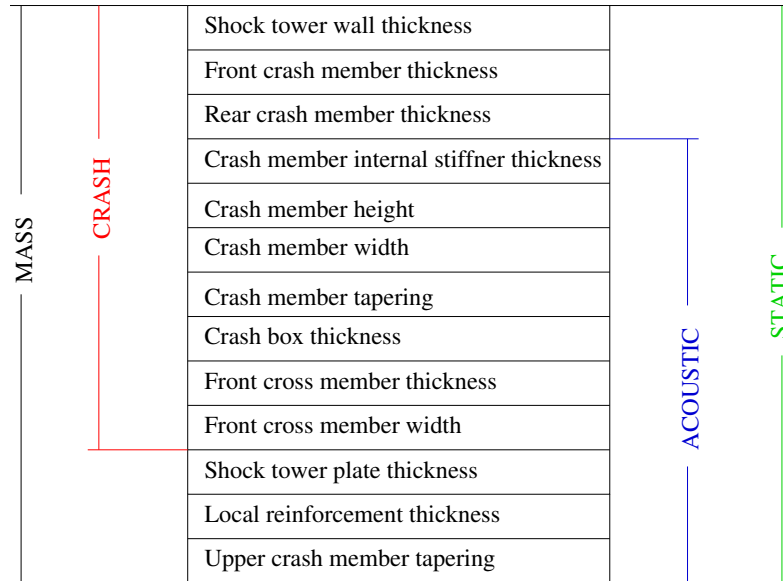 Shock tower wall thickness
Front crash member thickness
Rear crash member thickness
Crash member internal stiffner thickness
Crash member height
Crash member width
Crash member tapering
Crash box thickness
Front cross member thickness
Front cross member width
Shock tower plate thickness
Local reinforcement thickness
Upper crash member tapering
MASS
CRASH
ACOUSTIC
STATIC